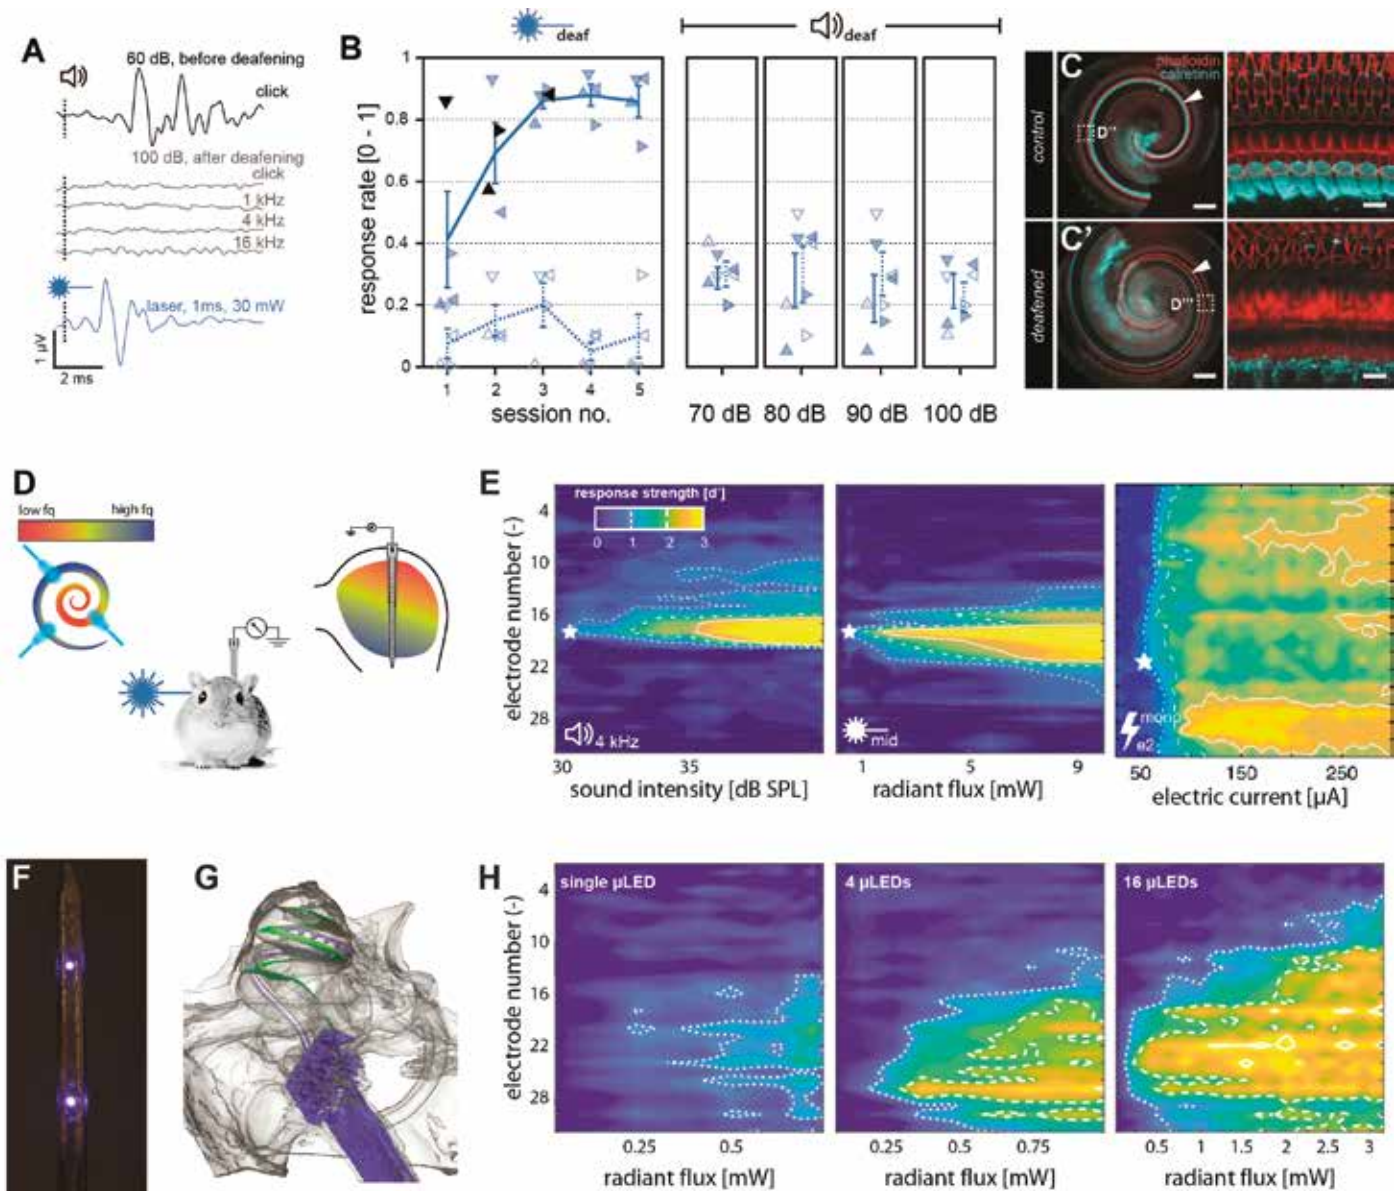 A
60 dB, before deafening
click
100 dB, after deafening
click
1 kHz
4 kHz
16 kHz
laser, 1ms, 30 mW
1 µV
2 ms
B
deaf
deaf
response rate [0 - 1]
1
0.8
0.6
0.4
0.2
0
1 2 3 4 5
session no.
70 dB 80 dB 90 dB 100 dB
C
control
phalloidin
calretinin
D''
C'
deafened
D'''
D
low fq high fq
E
response strength [d']
0 1 2 3
electrode number (-)
4
10
16
22
28
4 kHz
30 35
sound intensity [dB SPL]
mid
1 5 9
radiant flux [mW]
mono
e2
50 150 250
electric current [µA]
F
G
H
electrode number (-)
4
10
16
22
28
single µLED
0.25 0.5
radiant flux [mW]
4 µLEDs
0.25 0.5 0.75
radiant flux [mW]
16 µLEDs
0.5 1 1.5 2 2.5 3
radiant flux [mW]